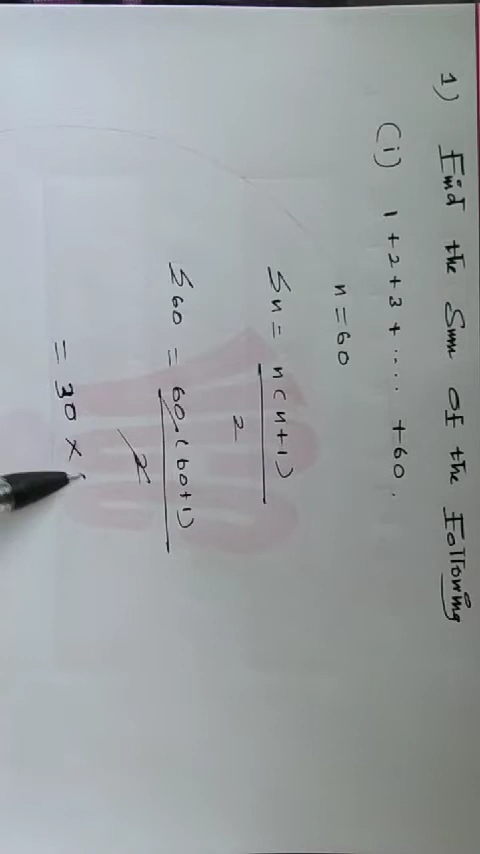 1) Find the Sum of the Following
(i) 1+2+3+ .... +60.
n=60
Sn = n(n+1)
2
S60 = 60(60+1)
2
= 30 ×